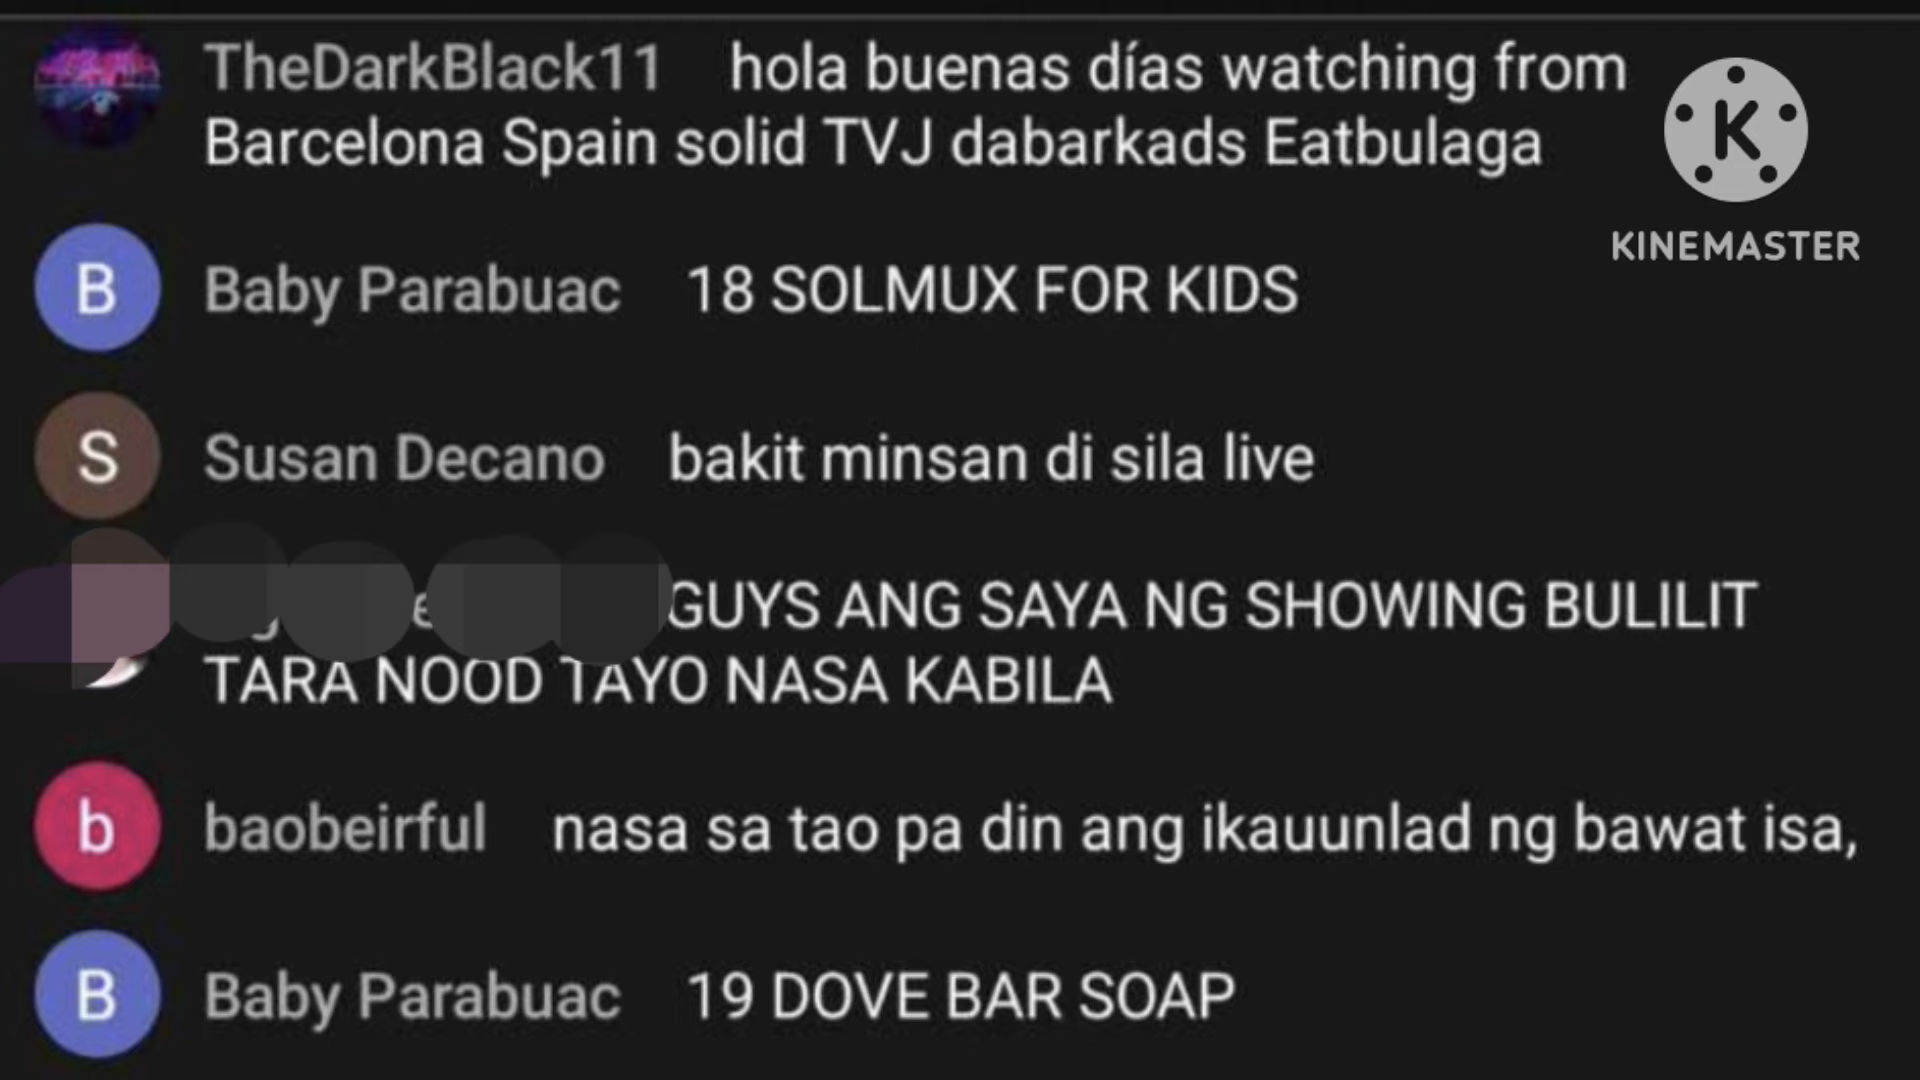 TheDarkBlack11 hola buenas días watching from
Barcelona Spain solid TVJ dabarkads Eatbulaga
K
KINEMASTER
B Baby Parabuac 18 SOLMUX FOR KIDS
S Susan Decano bakit minsan di sila live
GUYS ANG SAYA NG SHOWING BULILIT
TARA NOOD TAYO NASA KABILA
b baobeirful nasa sa tao pa din ang ikauunlad ng bawat isa,
B Baby Parabuac 19 DOVE BAR SOAP